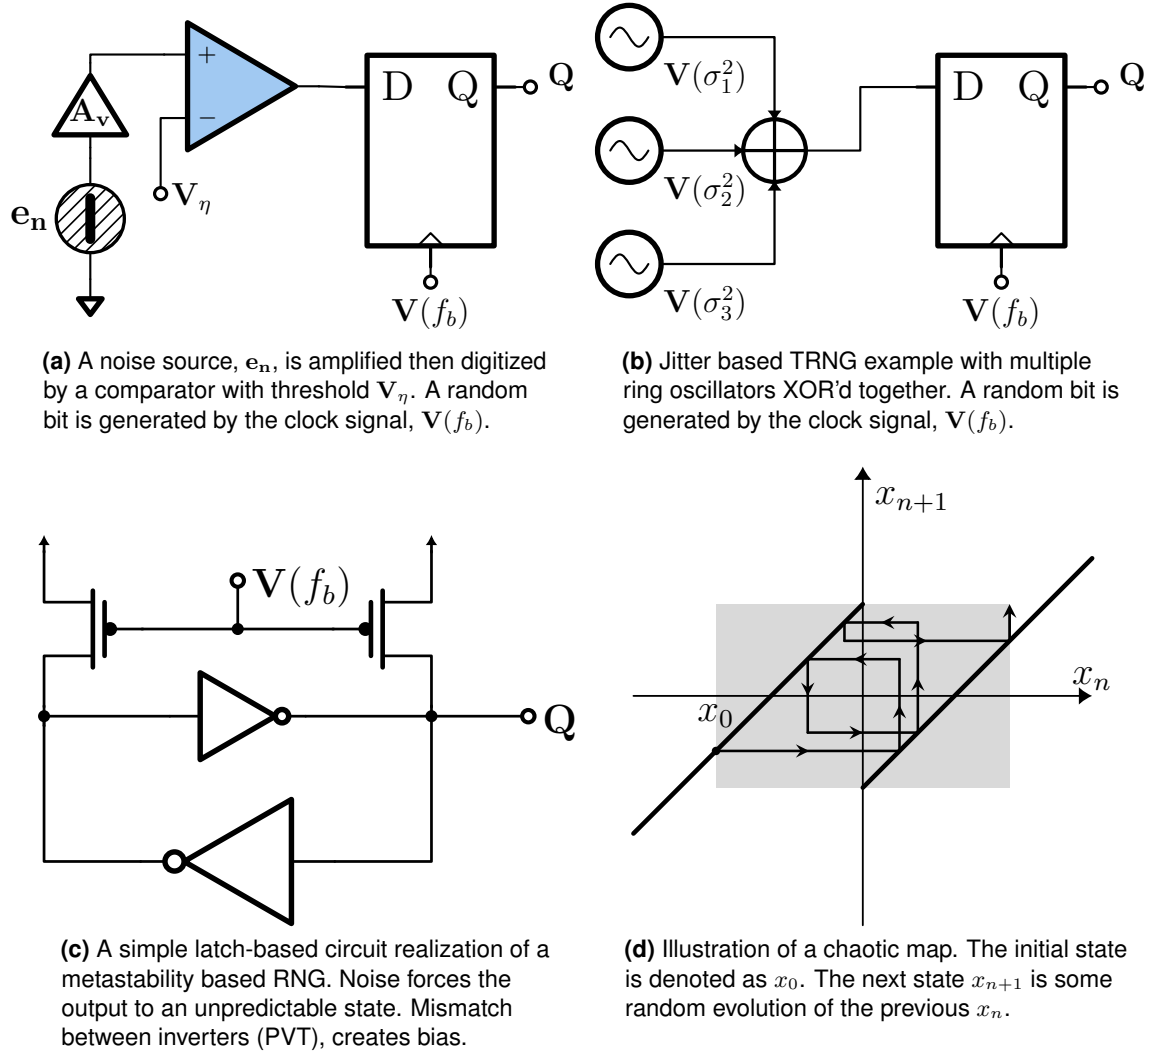 +
−
A_v
e_n
V_η
D Q
Q
V(f_b)
(a) A noise source, e_n, is amplified then digitized
by a comparator with threshold V_η. A random
bit is generated by the clock signal, V(f_b).
V(σ_1^2)
V(σ_2^2)
V(σ_3^2)
D Q
Q
V(f_b)
(b) Jitter based TRNG example with multiple
ring oscillators XOR'd together. A random bit is
generated by the clock signal, V(f_b).
V(f_b)
Q
(c) A simple latch-based circuit realization of a
metastability based RNG. Noise forces the
output to an unpredictable state. Mismatch
between inverters (PVT), creates bias.
x_{n+1}
x_n
x_0
(d) Illustration of a chaotic map. The initial state
is denoted as x_0. The next state x_{n+1} is some
random evolution of the previous x_n.